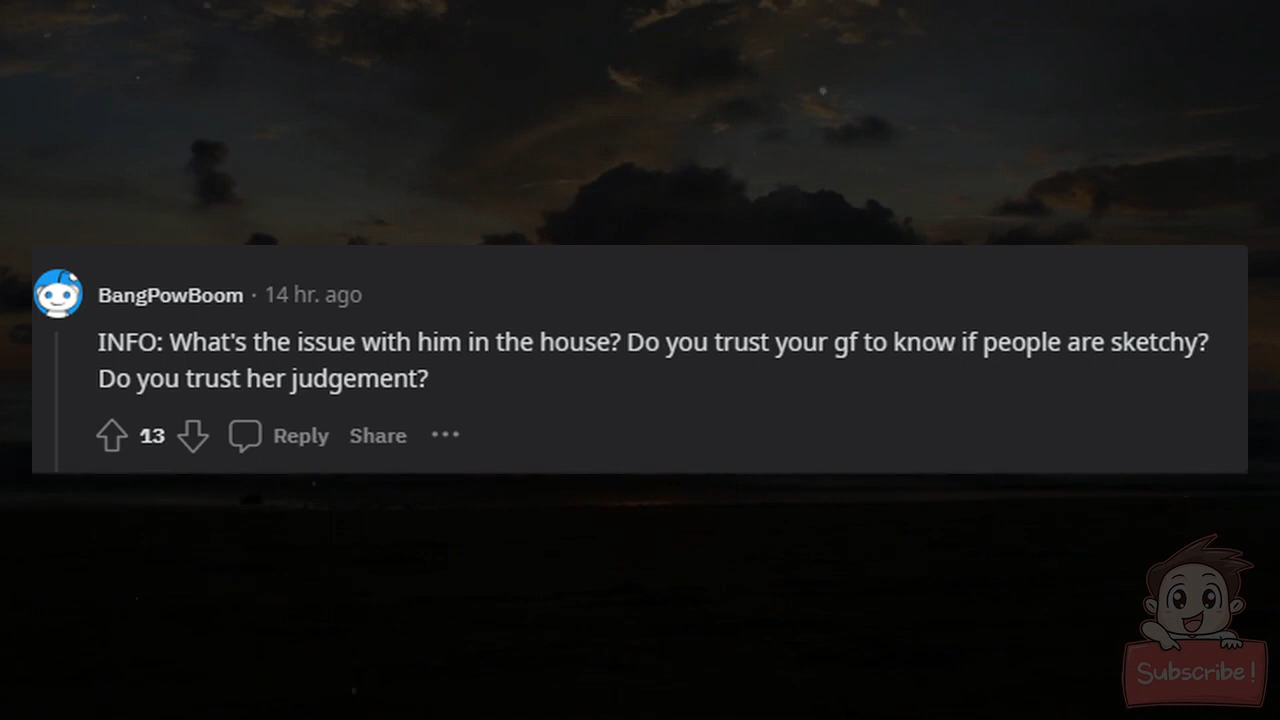 BangPowBoom · 14 hr. ago
INFO: What's the issue with him in the house? Do you trust your gf to know if people are sketchy?
Do you trust her judgement?
13 Reply Share •••
Subscribe!